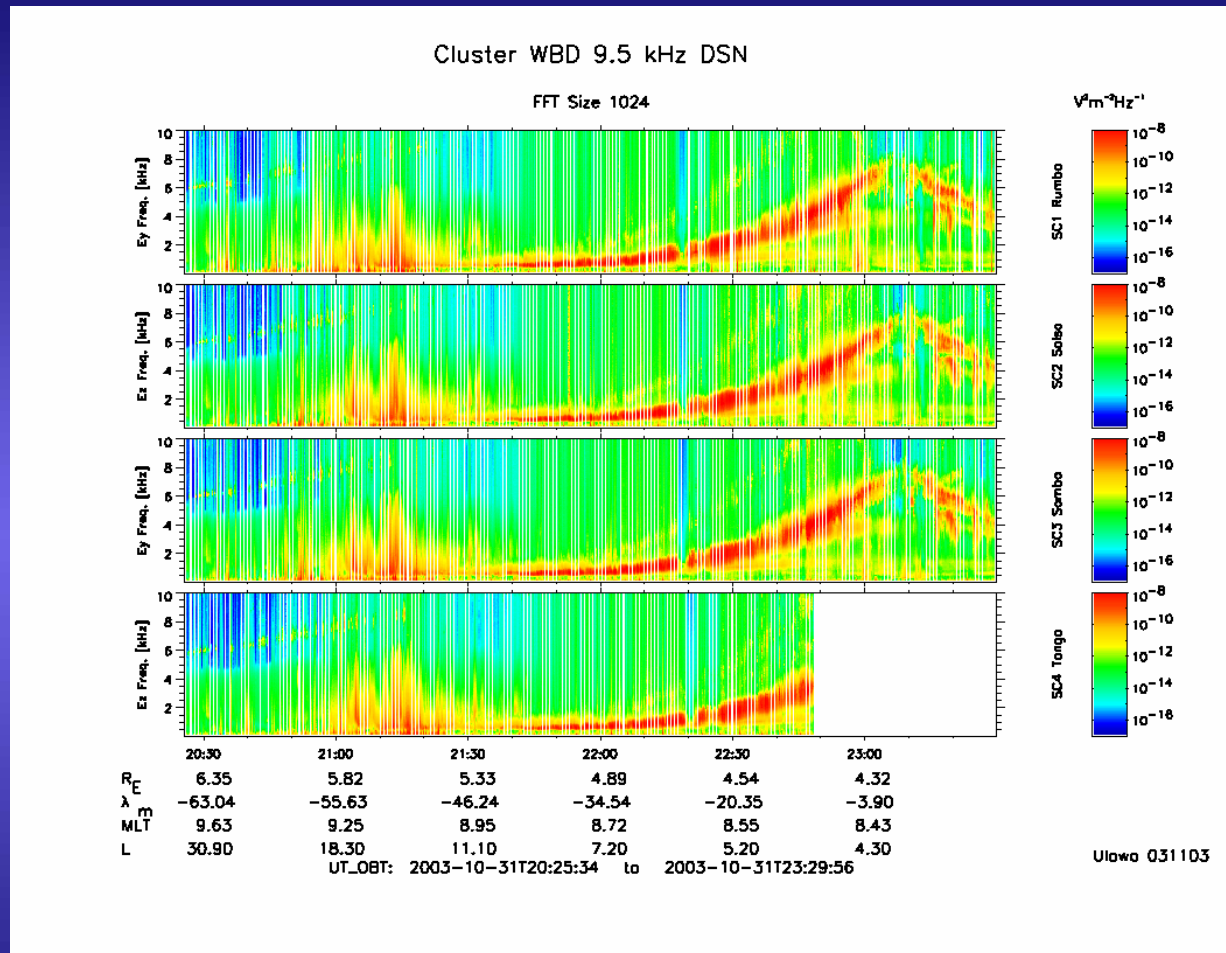 Cluster WBD 9.5 kHz DSN
FFT Size 1024
V²m⁻²Hz⁻¹
10
8
6
4
2
Ey Freq. [kHz]
10⁻⁸
10⁻¹⁰
10⁻¹²
10⁻¹⁴
10⁻¹⁶
SC1 Rumba
10
8
6
4
2
Ez Freq. [kHz]
10⁻⁸
10⁻¹⁰
10⁻¹²
10⁻¹⁴
10⁻¹⁶
SC2 Salsa
10
8
6
4
2
Ey Freq. [kHz]
10⁻⁸
10⁻¹⁰
10⁻¹²
10⁻¹⁴
10⁻¹⁶
SC3 Samba
10
8
6
4
2
Ez Freq. [kHz]
10⁻⁸
10⁻¹⁰
10⁻¹²
10⁻¹⁴
10⁻¹⁶
SC4 Tango
20:30 21:00 21:30 22:00 22:30 23:00
R_E 6.35 5.82 5.33 4.89 4.54 4.32
λ_m -63.04 -55.63 -46.24 -34.54 -20.35 -3.90
MLT 9.63 9.25 8.95 8.72 8.55 8.43
L 30.90 18.30 11.10 7.20 5.20 4.30
UT_OBT: 2003-10-31T20:25:34 to 2003-10-31T23:29:56
UIowa 031103